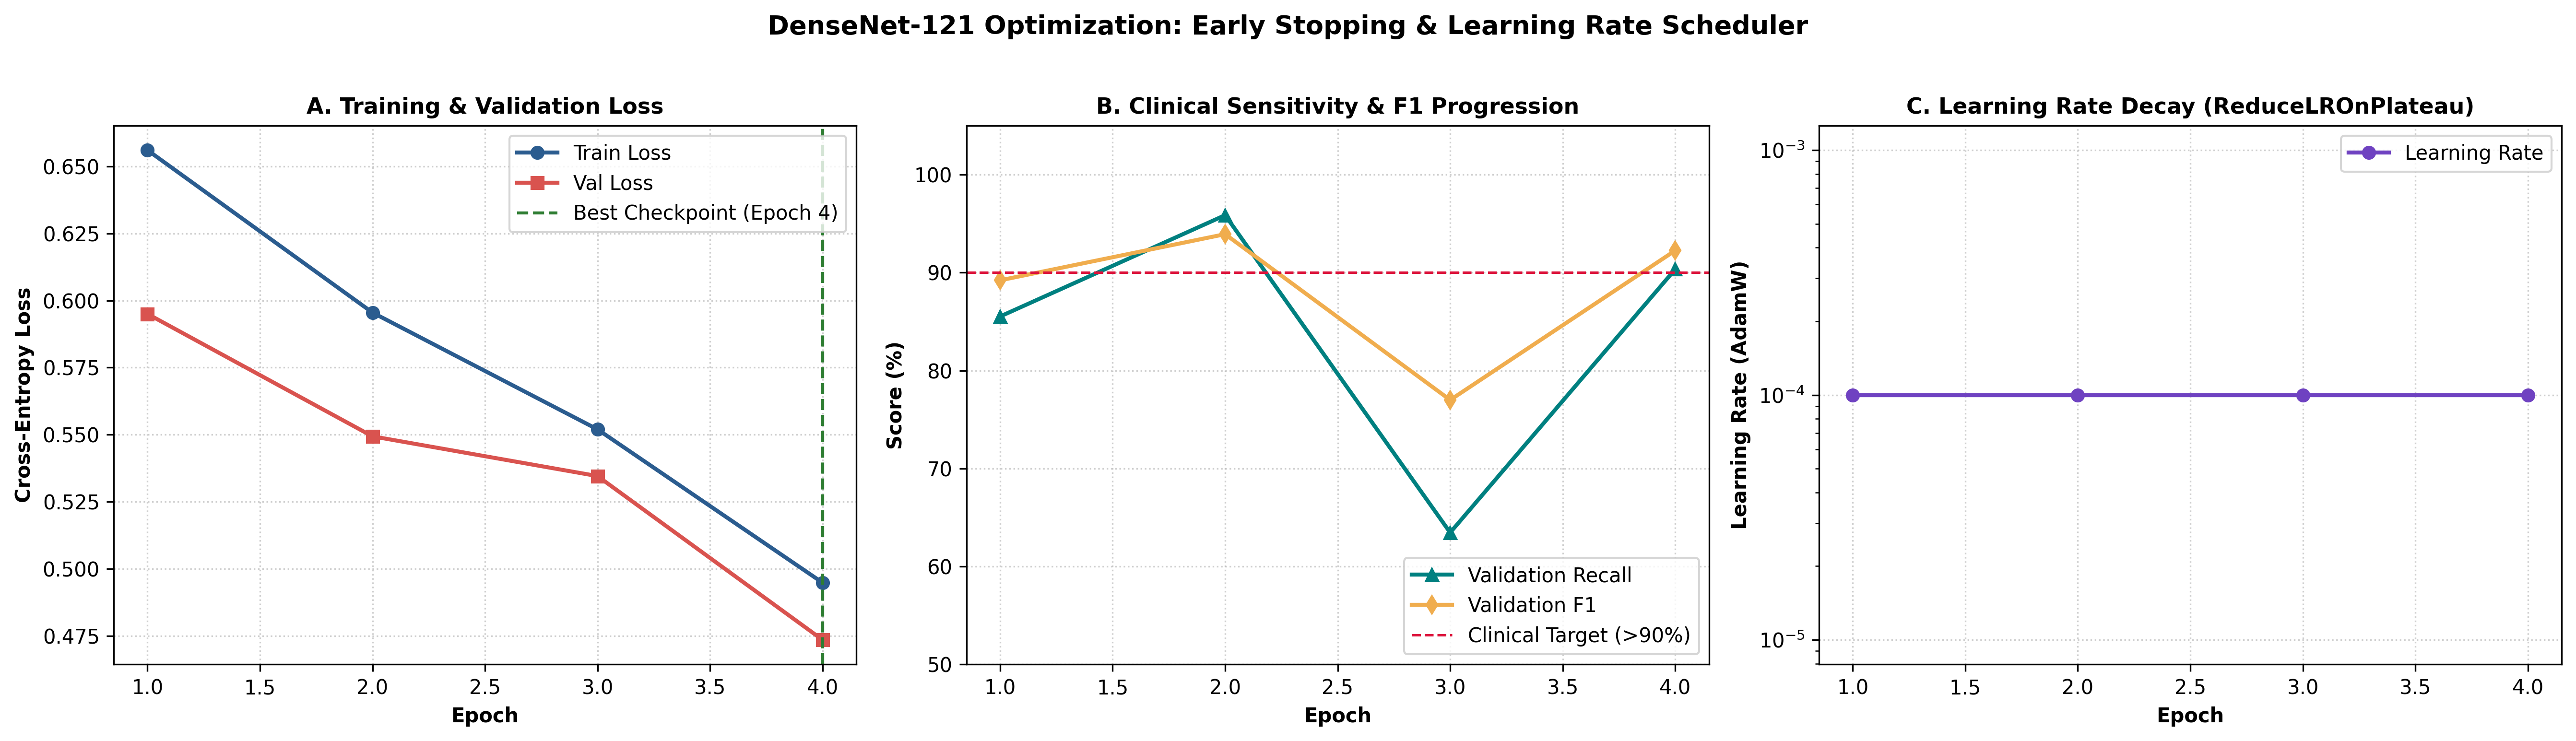 DenseNet-121 Optimization: Early Stopping & Learning Rate Scheduler
A. Training & Validation Loss
Cross-Entropy Loss
0.650
0.625
0.600
0.575
0.550
0.525
0.500
0.475
Train Loss
Val Loss
Best Checkpoint (Epoch 4)
1.0 1.5 2.0 2.5 3.0 3.5 4.0
Epoch
B. Clinical Sensitivity & F1 Progression
Score (%)
100
90
80
70
60
50
Validation Recall
Validation F1
Clinical Target (>90%)
1.0 1.5 2.0 2.5 3.0 3.5 4.0
Epoch
C. Learning Rate Decay (ReduceLROnPlateau)
Learning Rate (AdamW)
10⁻³
10⁻⁴
10⁻⁵
Learning Rate
1.0 1.5 2.0 2.5 3.0 3.5 4.0
Epoch